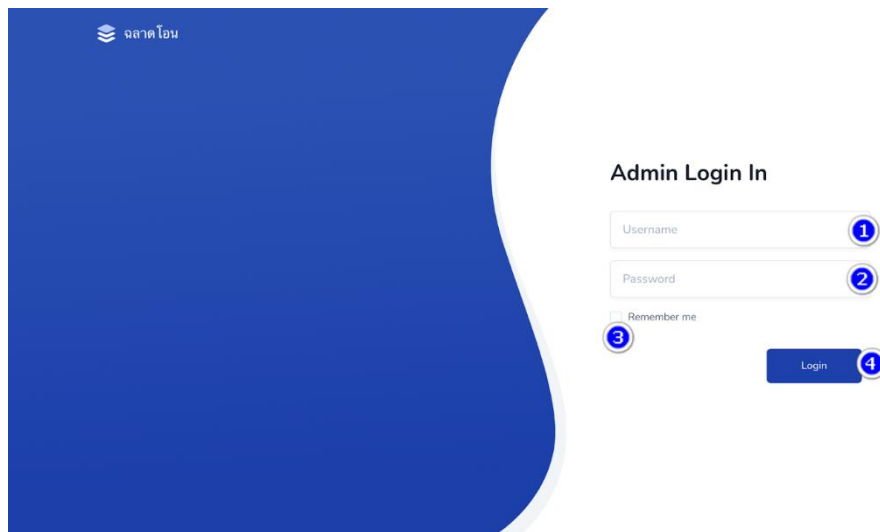 ฉลาดโอน
Admin Login In
Username
1
Password
2
Remember me
3
Login
4